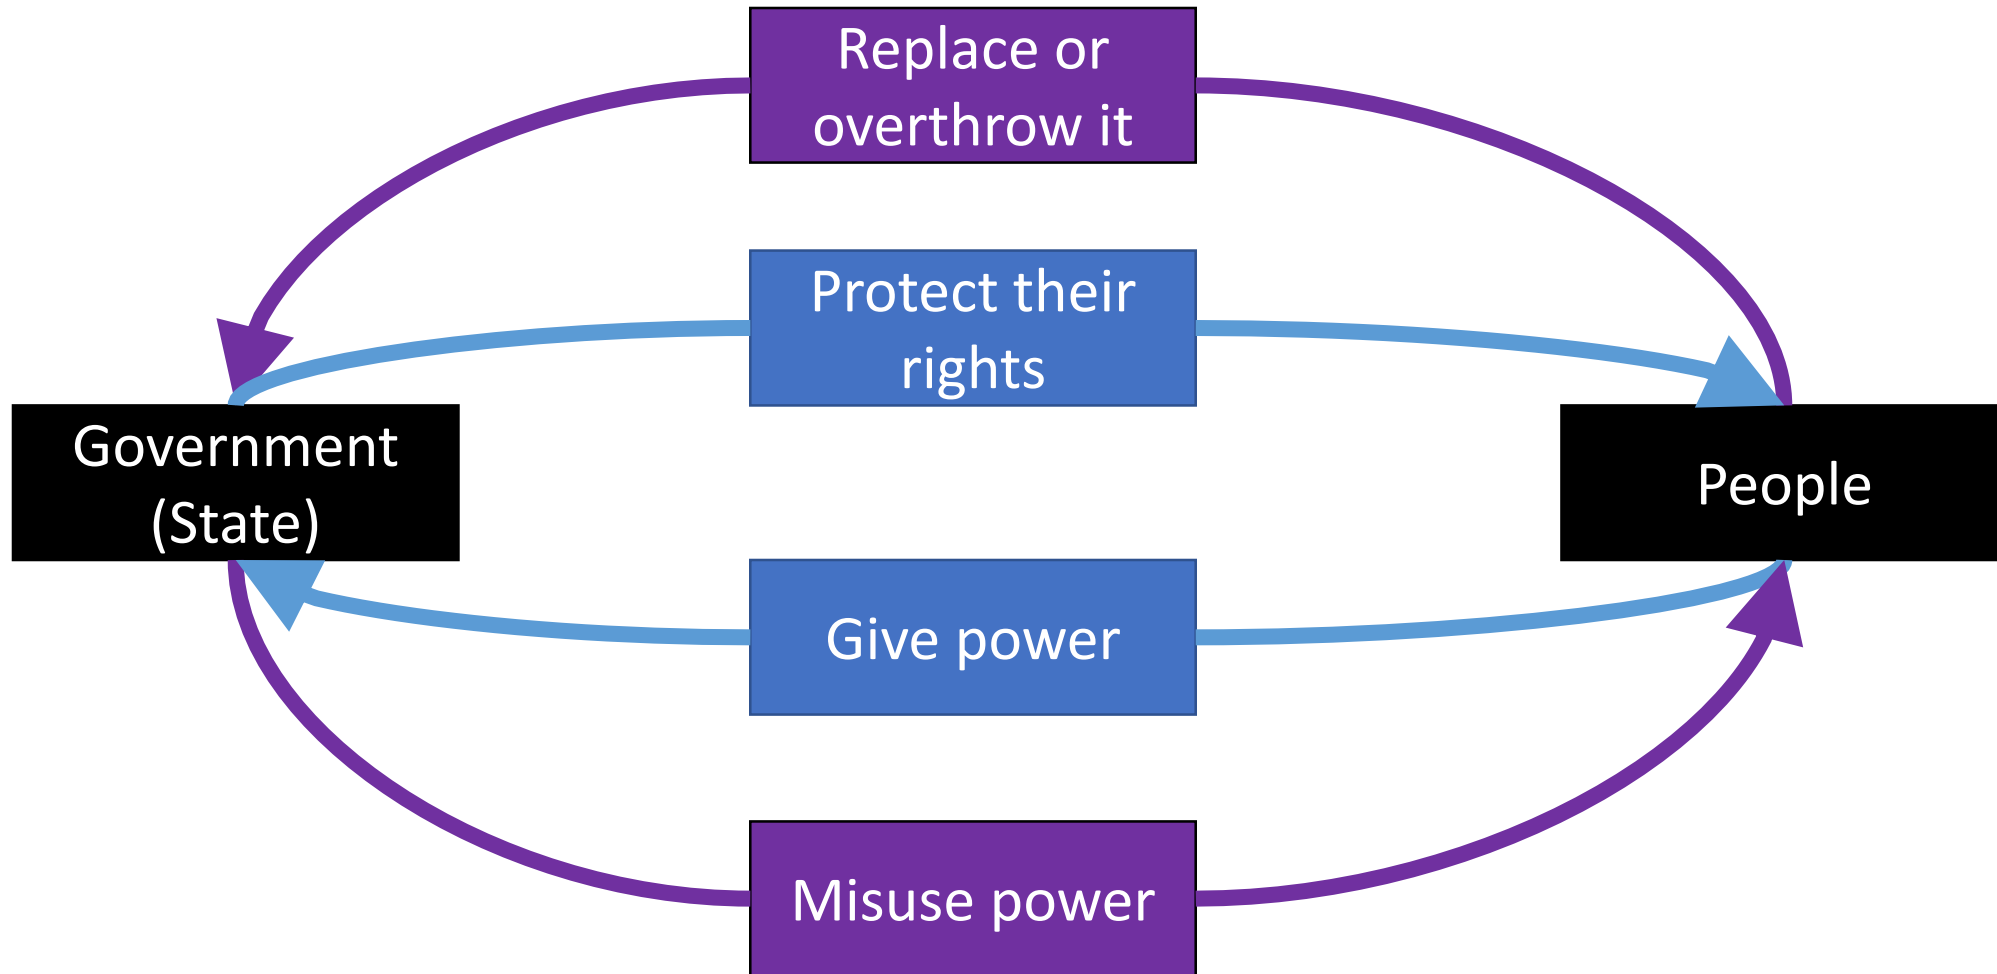 Replace or
overthrow it
Protect their
rights
Government
(State)
People
Give power
Misuse power